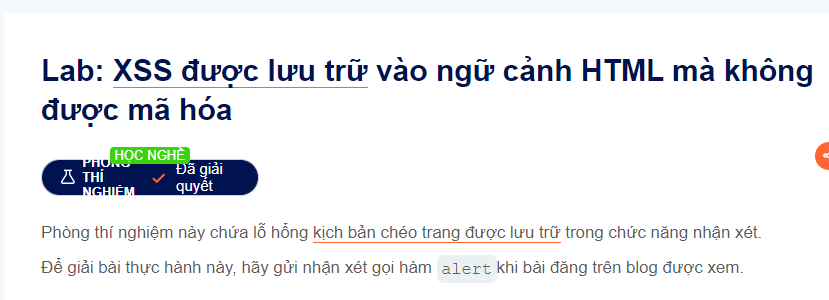 Lab: XSS được lưu trữ vào ngữ cảnh HTML mà không
được mã hóa
HỌC NGHỀ
PHÒNG
THÍ
NGHIỆM
Đã giải
quyết
Phòng thí nghiệm này chứa lỗ hổng kịch bản chéo trang được lưu trữ trong chức năng nhận xét.
Để giải bài thực hành này, hãy gửi nhận xét gọi hàm alert khi bài đăng trên blog được xem.